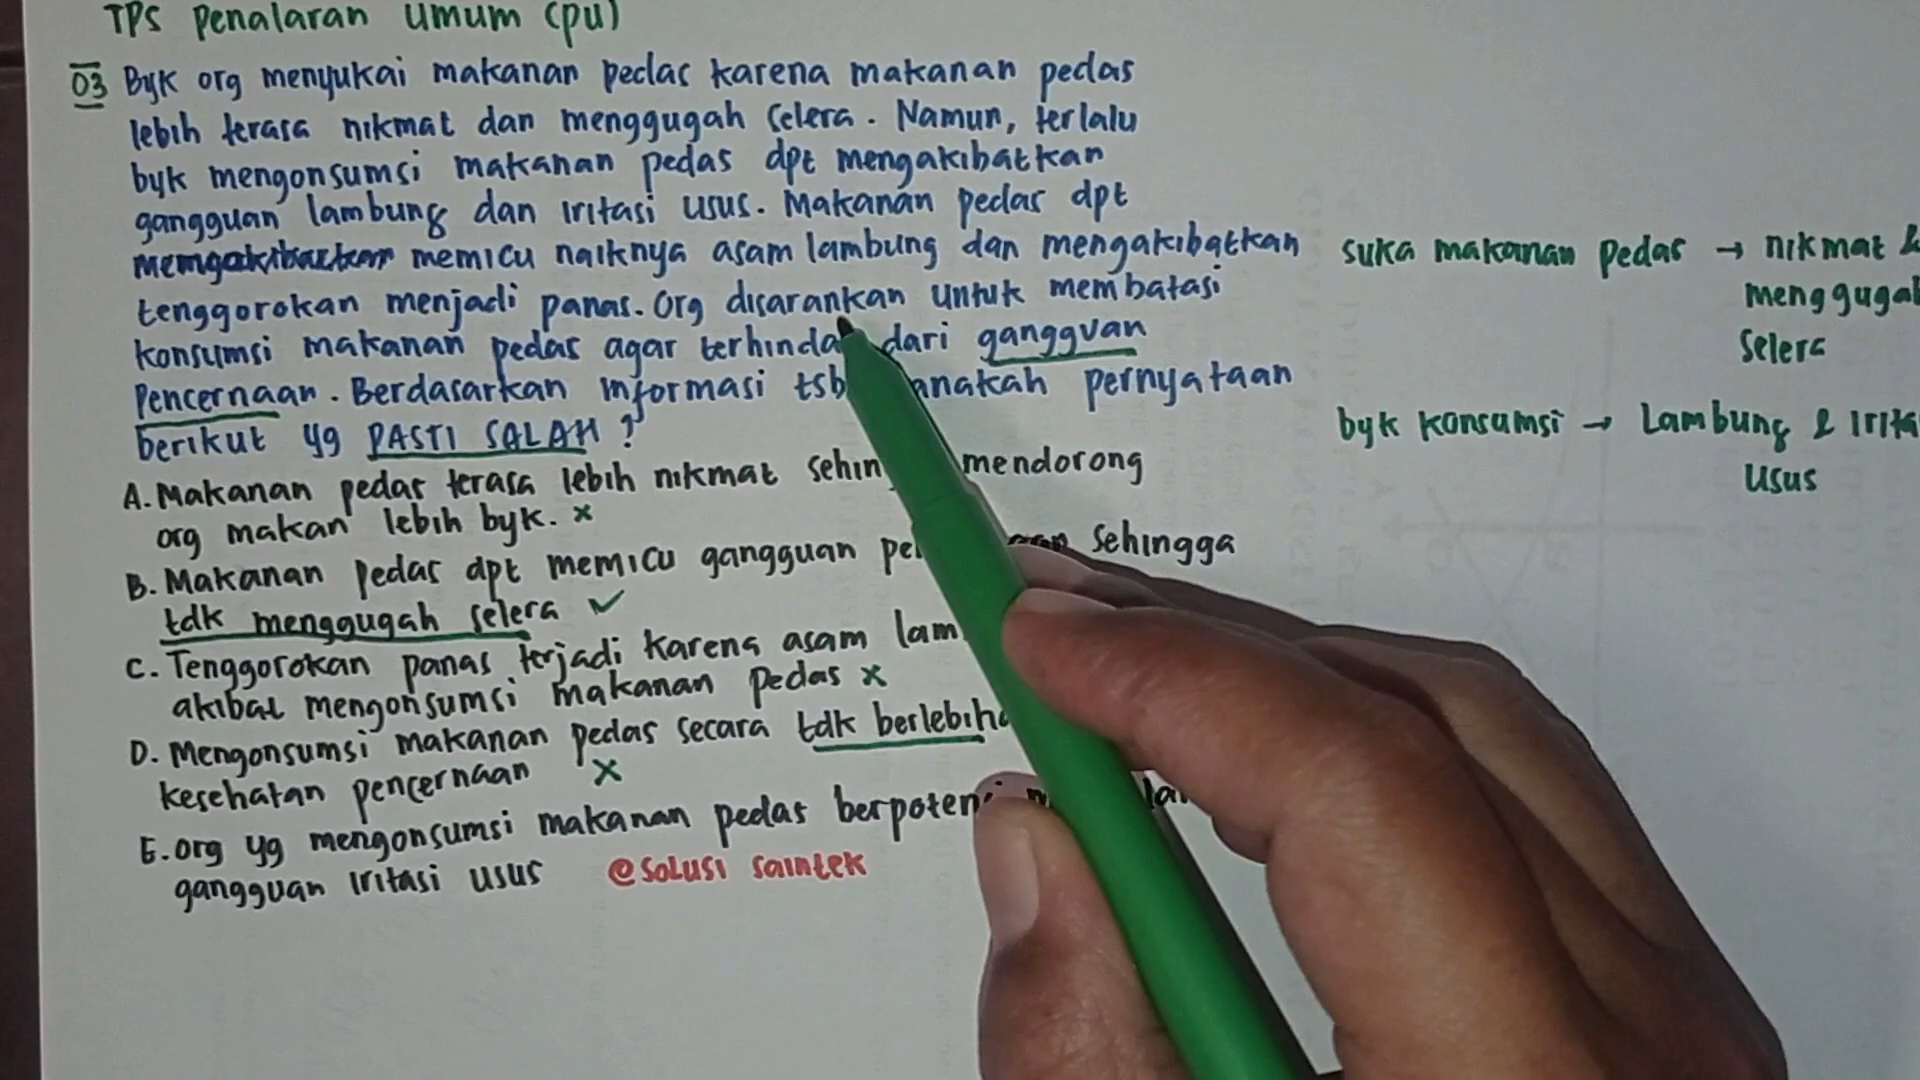 TPS Penalaran Umum (PU)
03 Byk org menyukai makanan pedas karena makanan pedas
lebih terasa nikmat dan menggugah selera. Namun, terlalu
byk mengonsumsi makanan pedas dpt mengakibatkan
gangguan lambung dan iritasi usus. Makanan pedas dpt
memicu naiknya asam lambung dan mengakibatkan
tenggorokan menjadi panas. Org disarankan untuk membatasi
konsumsi makanan pedas agar terhindar dari gangguan
Pencernaan. Berdasarkan informasi tsb, manakah pernyataan
berikut yg PASTI SALAH ?
A. Makanan pedas terasa lebih nikmat mendorong
org makan lebih byk. x
B. Makanan pedas dpt memicu gangguan sehingga
tdk menggugah selera ✓
C. Tenggorokan panas terjadi karena asam
akibat mengonsumsi makanan pedas x
D. Mengonsumsi makanan pedas secara tdk
kesehatan pencernaan x
E. org yg mengonsumsi makanan pedas
gangguan iritasi usus @solusi saintek
suka makanan pedas → nikmat &
menggugah
selera
byk konsumsi → Lambung &
usus